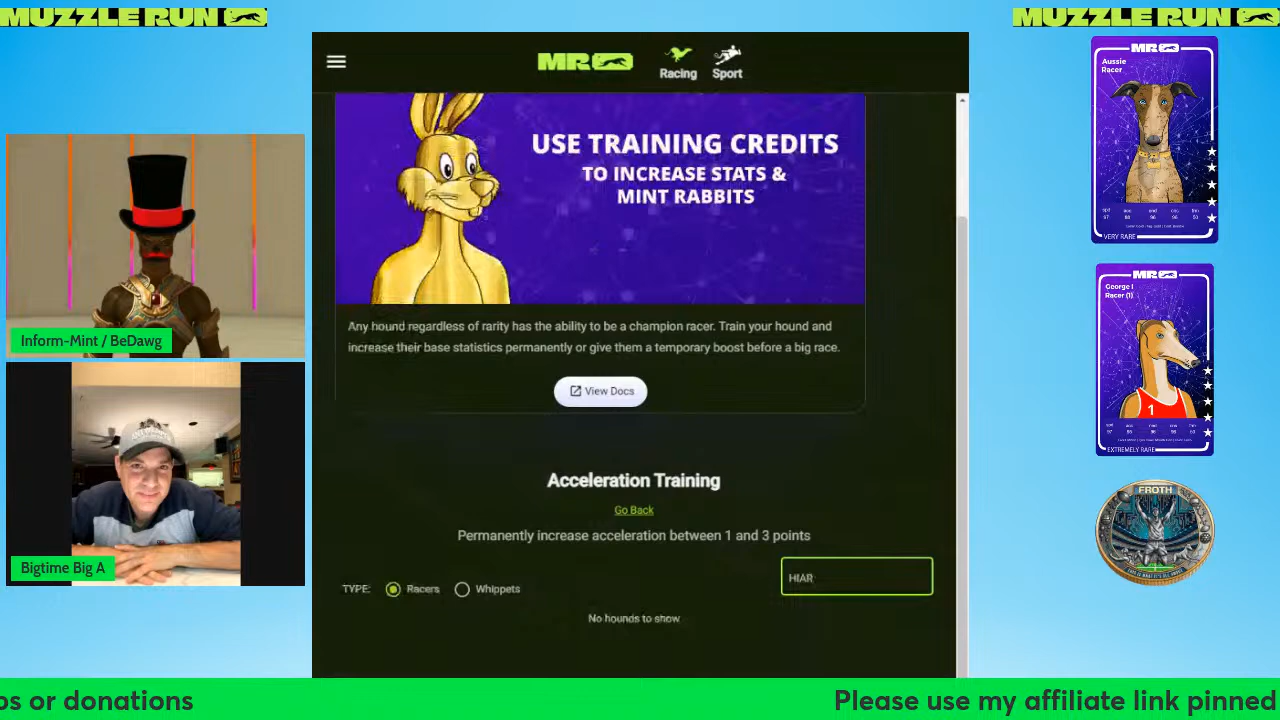 MUZZLE RUN
MUZZLE RUN
MR
Racing
Sport
USE TRAINING CREDITS
TO INCREASE STATS &
MINT RABBITS
Any hound regardless of rarity has the ability to be a champion racer. Train your hound and
increase their base statistics permanently or give them a temporary boost before a big race.
View Docs
Acceleration Training
Go Back
Permanently increase acceleration between 1 and 3 points
HIAR
TYPE:
Racers
Whippets
No hounds to show
Inform-Mint / BeDawg
Bigtime Big A
MR
Aussie
Racer
VERY RARE
MR
George I
Racer (1)
1
EXTREMELY RARE
FROTH
os or donations
Please use my affiliate link pinned